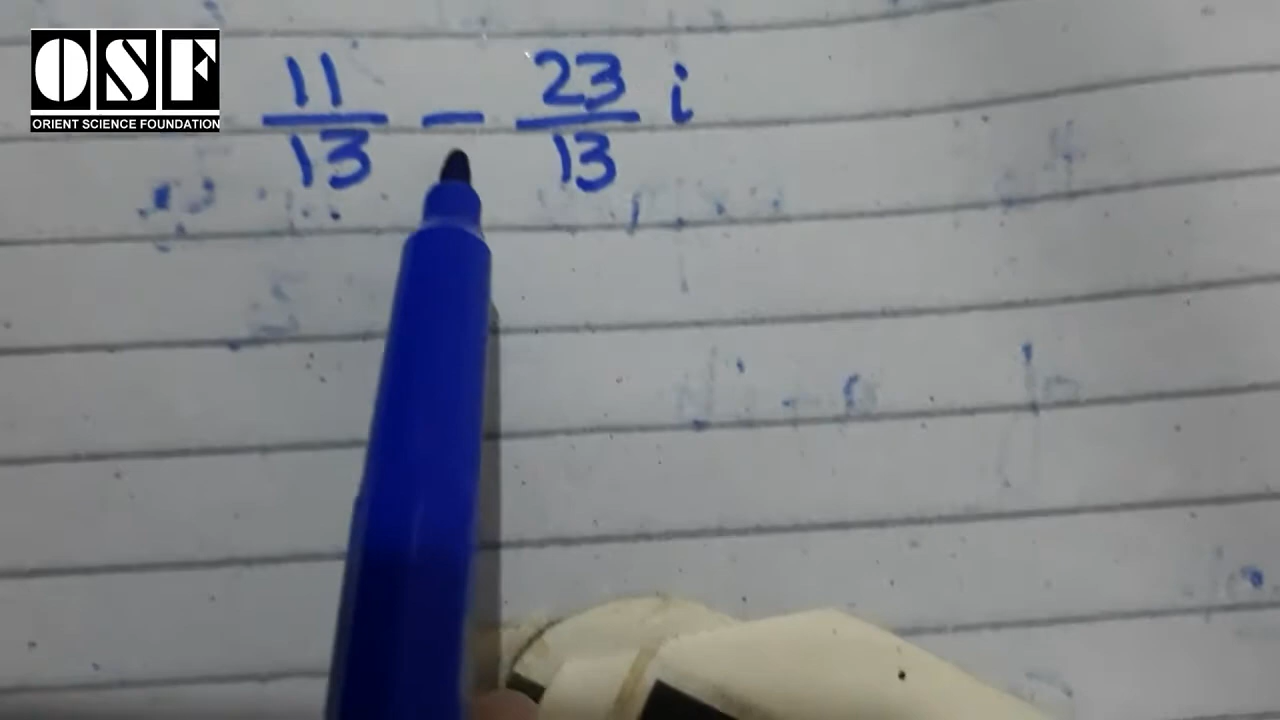 OSF
ORIENT SCIENCE FOUNDATION
11/13 - 23/13 i